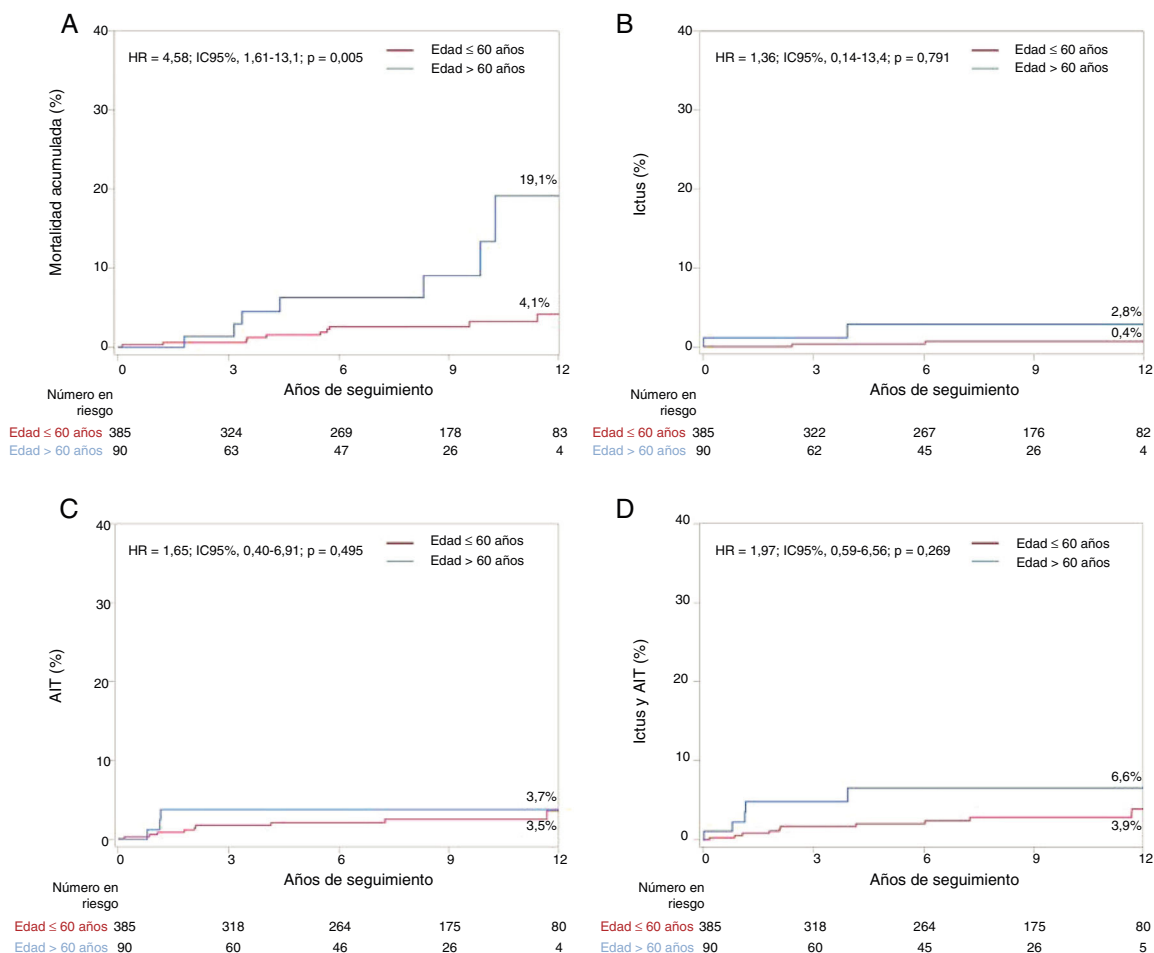 A
40
30
20
10
0
Mortalidad acumulada (%)
HR = 4,58; IC95%, 1,61-13,1; p = 0,005
Edad ≤ 60 años
Edad > 60 años
19,1%
4,1%
0 3 6 9 12
Años de seguimiento
Número en
riesgo
Edad ≤ 60 años 385 324 269 178 83
Edad > 60 años 90 63 47 26 4
B
40
30
20
10
0
Ictus (%)
HR = 1,36; IC95%, 0,14-13,4; p = 0,791
Edad ≤ 60 años
Edad > 60 años
2,8%
0,4%
0 3 6 9 12
Años de seguimiento
Número en
riesgo
Edad ≤ 60 años 385 322 267 176 82
Edad > 60 años 90 62 45 26 4
C
40
30
20
10
0
AIT (%)
HR = 1,65; IC95%, 0,40-6,91; p = 0,495
Edad ≤ 60 años
Edad > 60 años
3,7%
3,5%
0 3 6 9 12
Años de seguimiento
Número en
riesgo
Edad ≤ 60 años 385 318 264 175 80
Edad > 60 años 90 60 46 26 4
D
40
30
20
10
0
Ictus y AIT (%)
HR = 1,97; IC95%, 0,59-6,56; p = 0,269
Edad ≤ 60 años
Edad > 60 años
6,6%
3,9%
0 3 6 9 12
Años de seguimiento
Número en
riesgo
Edad ≤ 60 años 385 318 264 175 80
Edad > 60 años 90 60 45 26 5